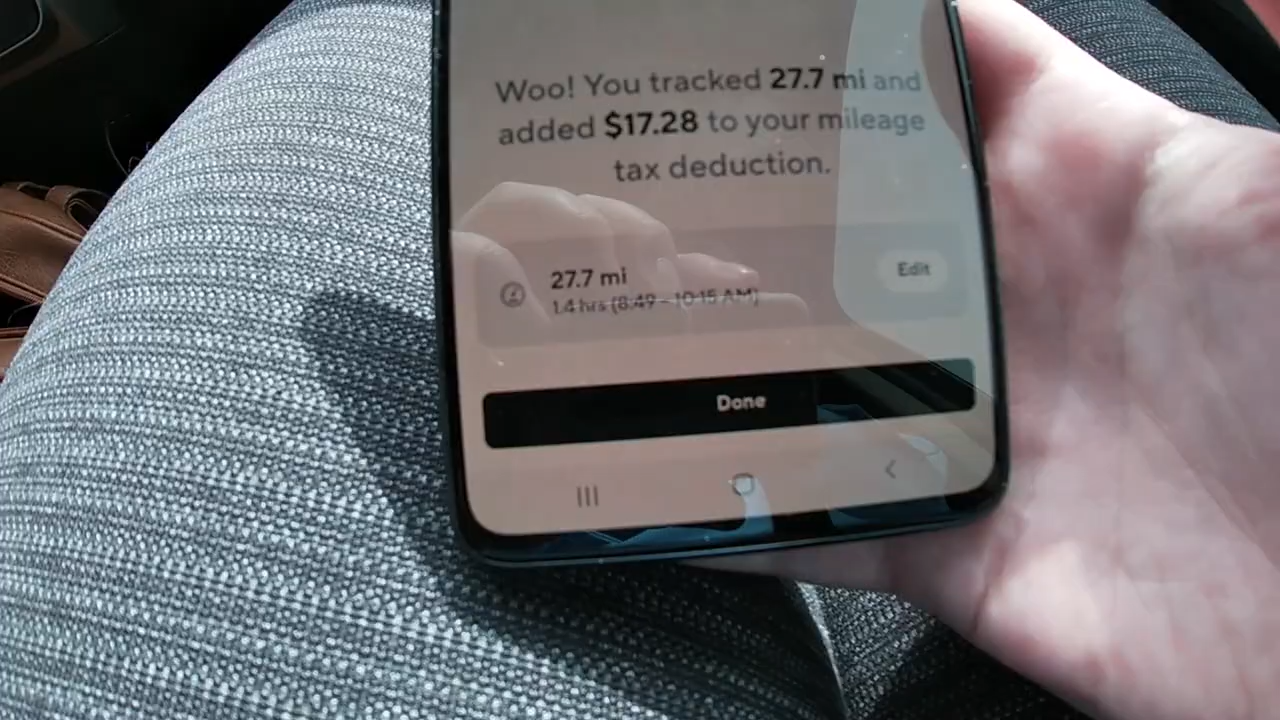 Woo! You tracked 27.7 mi and
added $17.28 to your mileage
tax deduction.
27.7 mi
Edit
1.4 hrs (8:49 – 10:15 AM)
Done